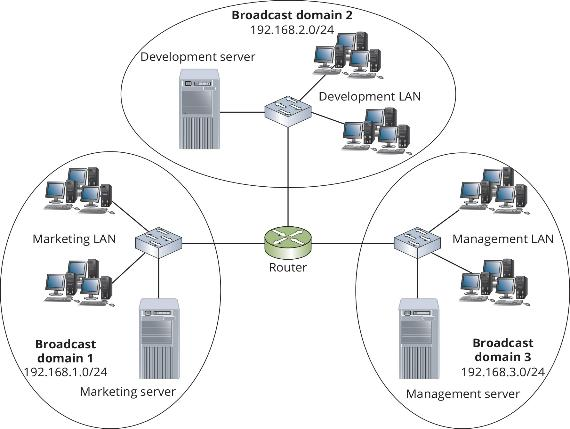 Broadcast domain 2
192.168.2.0/24
Development server
Development LAN
Marketing LAN
Management LAN
Router
Broadcast
domain 1
192.168.1.0/24
Marketing server
Broadcast
domain 3
192.168.3.0/24
Management server